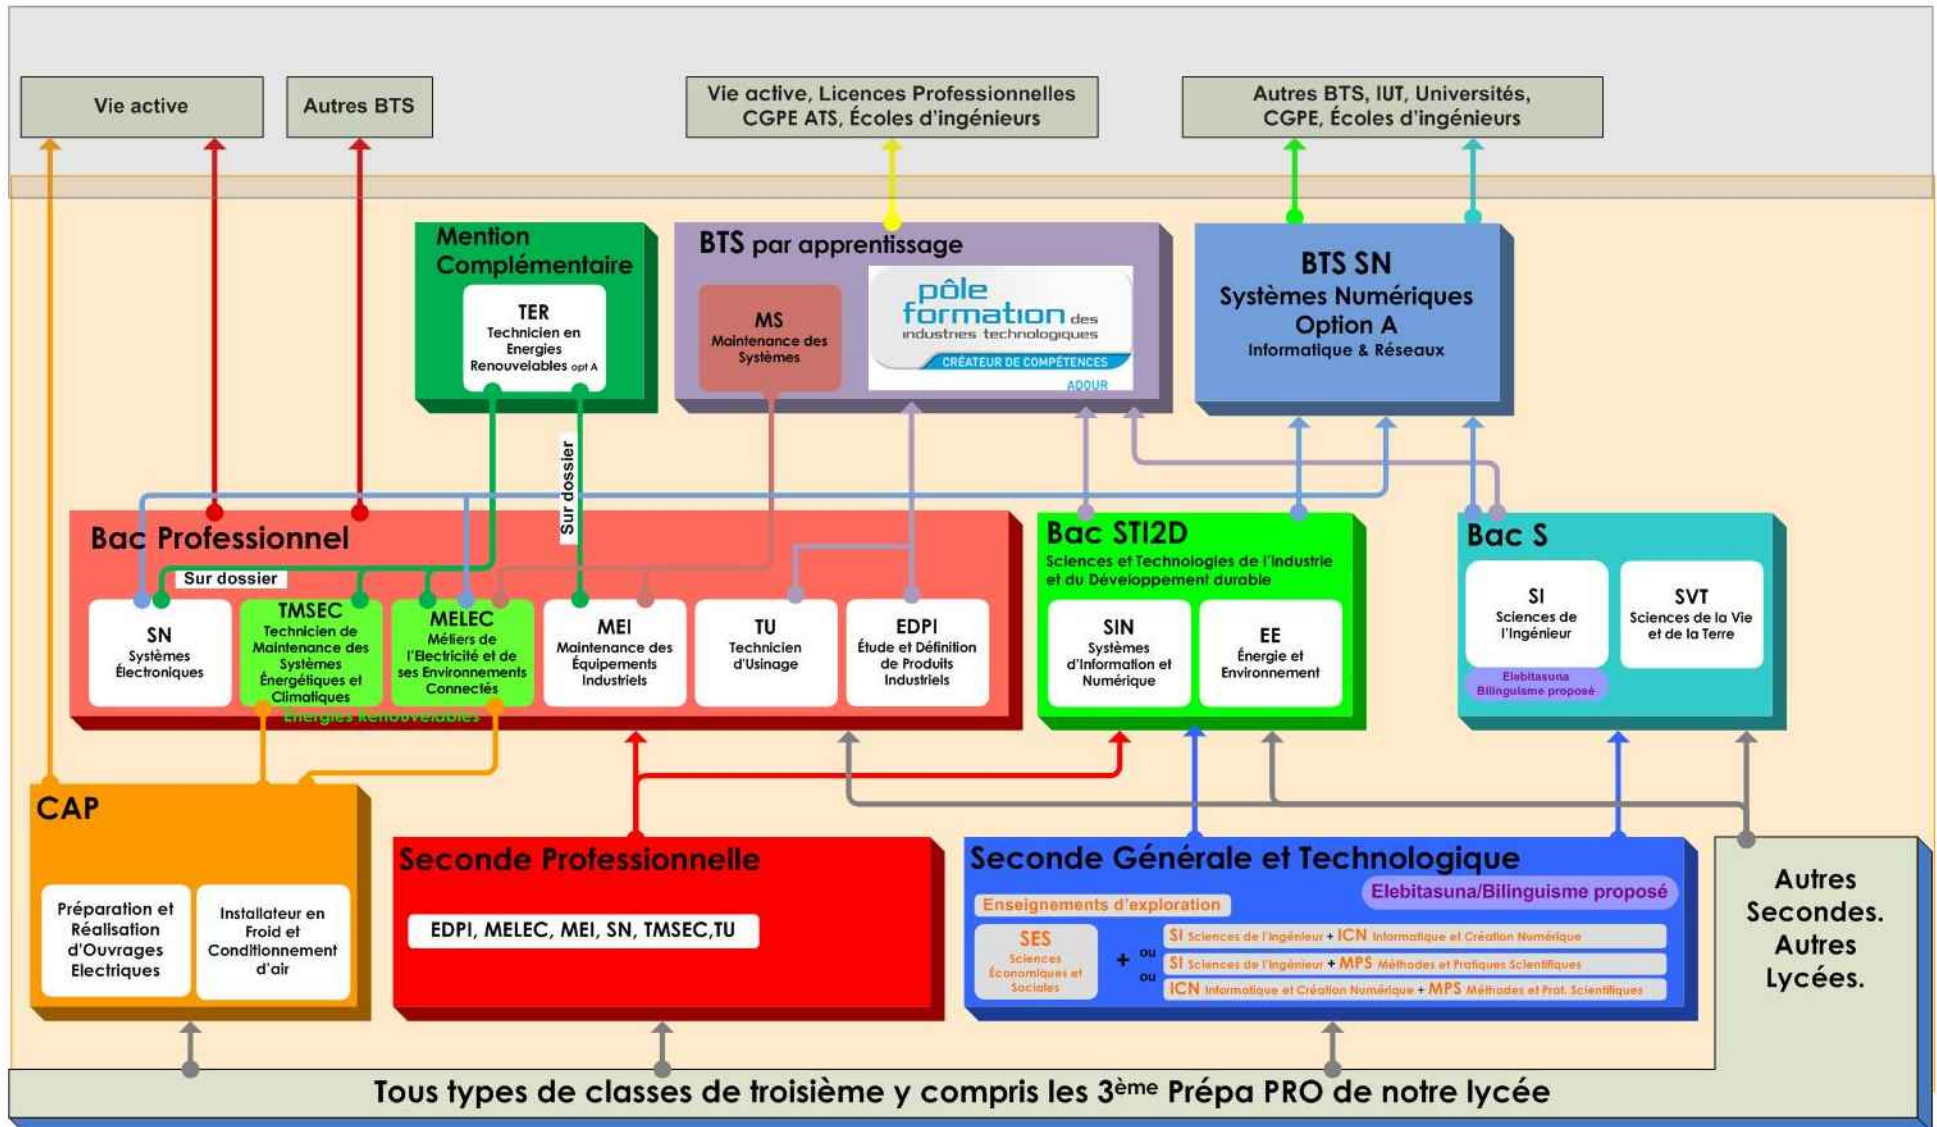 Vie active
Autres BTS
Vie active, Licences Professionnelles
CGPE ATS, Écoles d'ingénieurs
Autres BTS, IUT, Universités,
CGPE, Écoles d'ingénieurs
Mention
Complémentaire
TER
Technicien en
Energies
Renouvelables opt A
BTS par apprentissage
MS
Maintenance des
Systèmes
pôle
formation des
industries technologiques
CRÉATEUR DE COMPÉTENCES
ADOUR
BTS SN
Systèmes Numériques
Option A
Informatique & Réseaux
Sur dossier
Bac Professionnel
Sur dossier
SN
Systèmes
Électroniques
TMSEC
Technicien de
Maintenance des
Systèmes
Énergétiques et
Climatiques
MELEC
Métiers de
l'Electricité et de
ses Environnements
Connectés
Energies Renouvelables
MEI
Maintenance des
Équipements
Industriels
TU
Technicien
d'Usinage
EDPI
Étude et Définition
de Produits
Industriels
Bac STI2D
Sciences et Technologies de l'Industrie
et du Développement durable
SIN
Systèmes
d'Information et
Numérique
EE
Énergie et
Environnement
Bac S
SI
Sciences de
l'Ingénieur
Elebitasuna
Bilinguisme proposé
SVT
Sciences de la Vie
et de la Terre
CAP
Préparation et
Réalisation
d'Ouvrages
Electriques
Installateur en
Froid et
Conditionnement
d'air
Seconde Professionnelle
EDPI, MELEC, MEI, SN, TMSEC,TU
Seconde Générale et Technologique
Elebitasuna/Bilinguisme proposé
Enseignements d'exploration
SES
Sciences
Économiques et
Sociales
+ ou
ou
SI Sciences de l'Ingénieur + ICN Informatique et Création Numérique
SI Sciences de l'Ingénieur + MPS Méthodes et Pratiques Scientifiques
ICN Informatique et Création Numérique + MPS Méthodes et Prat. Scientifiques
Autres
Secondes.
Autres
Lycées.
Tous types de classes de troisième y compris les 3ème Prépa PRO de notre lycée